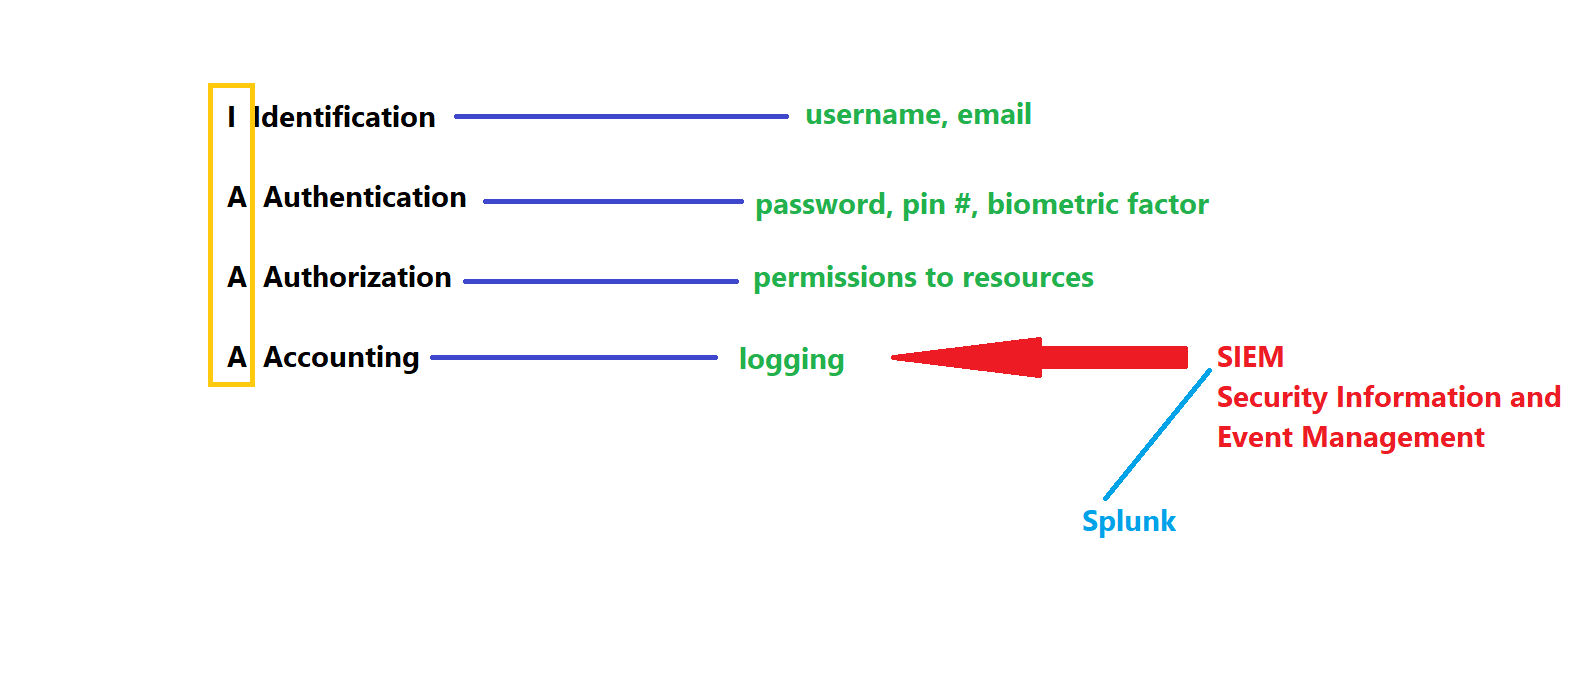 I Identification username, email
A Authentication password, pin #, biometric factor
A Authorization permissions to resources
A Accounting logging SIEM
Security Information and
Event Management
Splunk